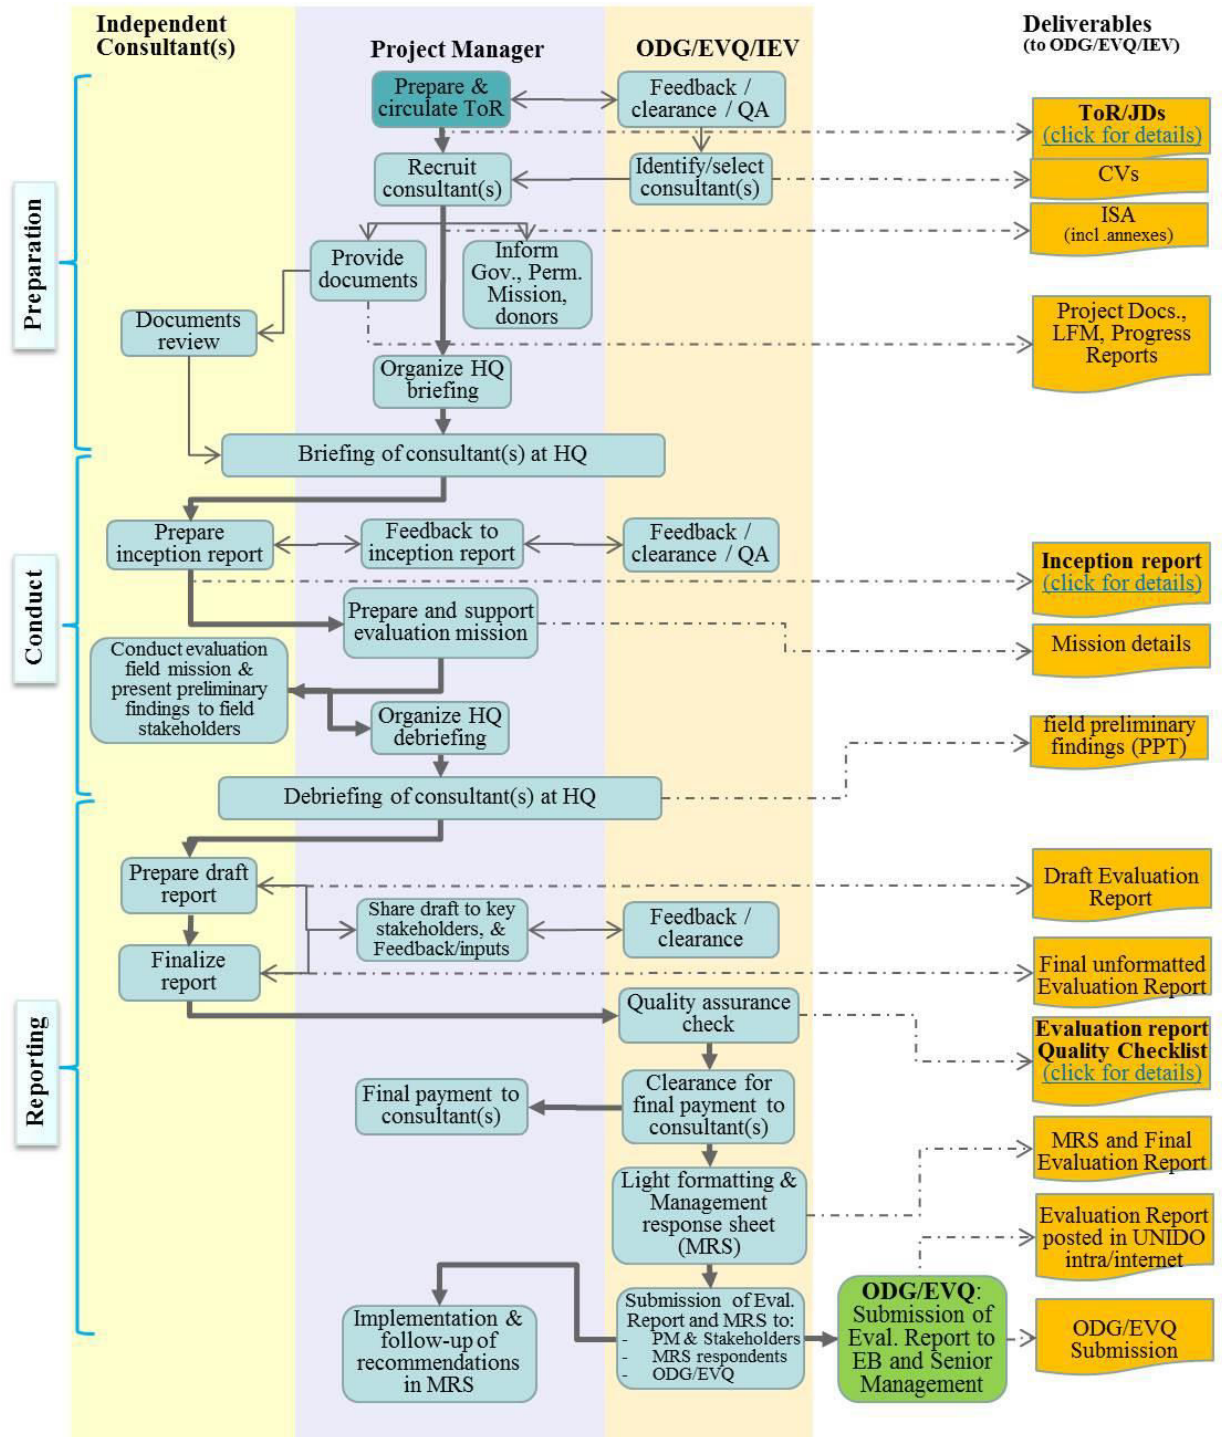 Independent
Consultant(s)
Project Manager
ODG/EVQ/IEV
Deliverables
(to ODG/EVQ/IEV)
Preparation
Prepare &
circulate ToR
Feedback /
clearance / QA
ToR/JDs
(click for details)
Recruit
consultant(s)
Identify/select
consultant(s)
CVs
ISA
(incl .annexes)
Provide
documents
Inform
Gov., Perm.
Mission,
donors
Documents
review
Project Docs.,
LFM, Progress
Reports
Organize HQ
briefing
Briefing of consultant(s) at HQ
Conduct
Prepare
inception report
Feedback to
inception report
Feedback /
clearance / QA
Inception report
(click for details)
Prepare and support
evaluation mission
Mission details
Conduct evaluation
field mission &
present preliminary
findings to field
stakeholders
Organize HQ
debriefing
field preliminary
findings (PPT)
Debriefing of consultant(s) at HQ
Reporting
Prepare draft
report
Draft Evaluation
Report
Share draft to key
stakeholders, &
Feedback/inputs
Feedback /
clearance
Finalize
report
Final unformatted
Evaluation Report
Quality assurance
check
Evaluation report
Quality Checklist
(click for details)
Final payment to
consultant(s)
Clearance for
final payment to
consultant(s)
MRS and Final
Evaluation Report
Light formatting &
Management
response sheet
(MRS)
Evaluation Report
posted in UNIDO
intra/internet
Implementation &
follow-up of
recommendations
in MRS
Submission of Eval.
Report and MRS to:
- PM & Stakeholders
- MRS respondents
- ODG/EVQ
ODG/EVQ:
Submission of
Eval. Report to
EB and Senior
Management
ODG/EVQ
Submission